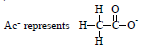 H O
Ac⁻ represents H–C–C–O⁻
H